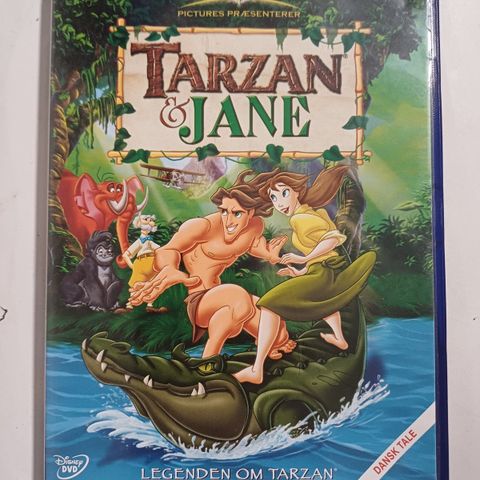 PICTURES PRÆSENTERER
TARZAN
& JANE
DANSK TALE
Disney
DVD
LEGENDEN OM TARZAN